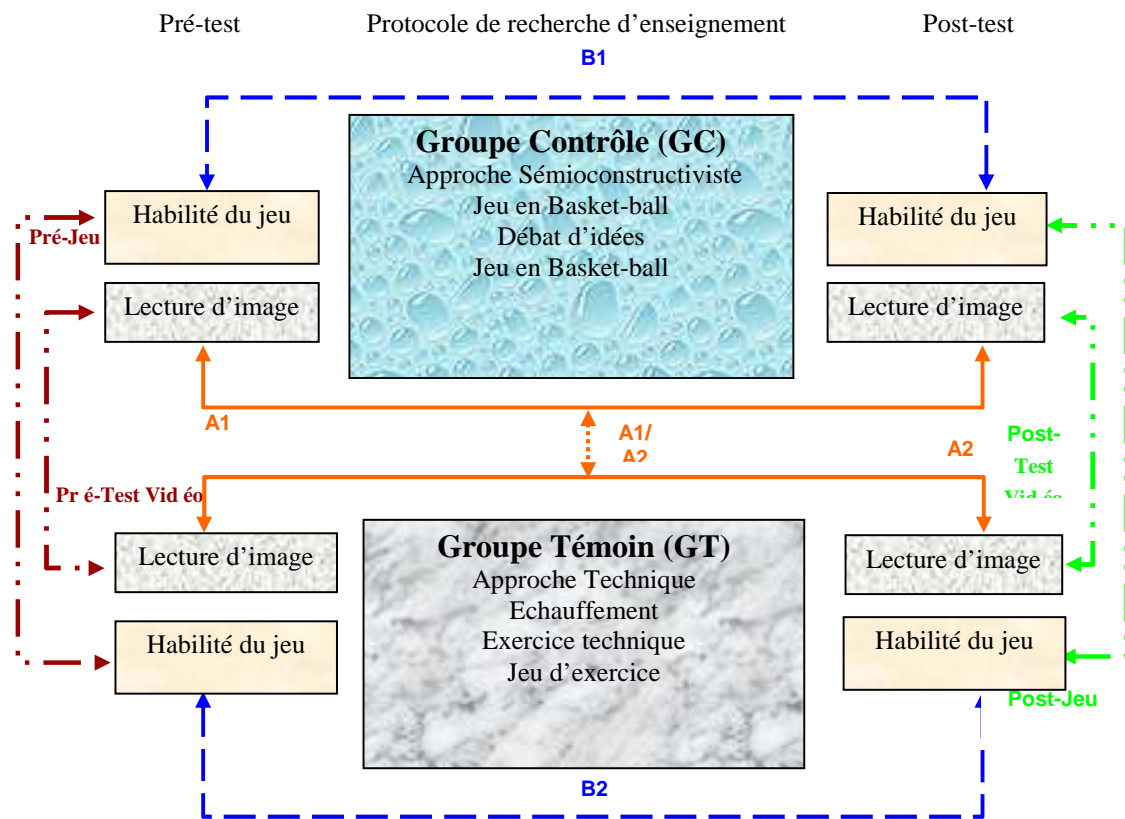 Pré-test Protocole de recherche d'enseignement Post-test
B1
Groupe Contrôle (GC)
Approche Sémioconstructiviste
Jeu en Basket-ball
Débat d'idées
Jeu en Basket-ball
Habilité du jeu
Pré-Jeu
Lecture d'image
Habilité du jeu
Lecture d'image
A1
A1/
A2
A2
Post-
Test
Vid éo
Pr é-Test Vid éo
Lecture d'image
Habilité du jeu
Groupe Témoin (GT)
Approche Technique
Echauffement
Exercice technique
Jeu d'exercice
Lecture d'image
Habilité du jeu
Post-Jeu
B2